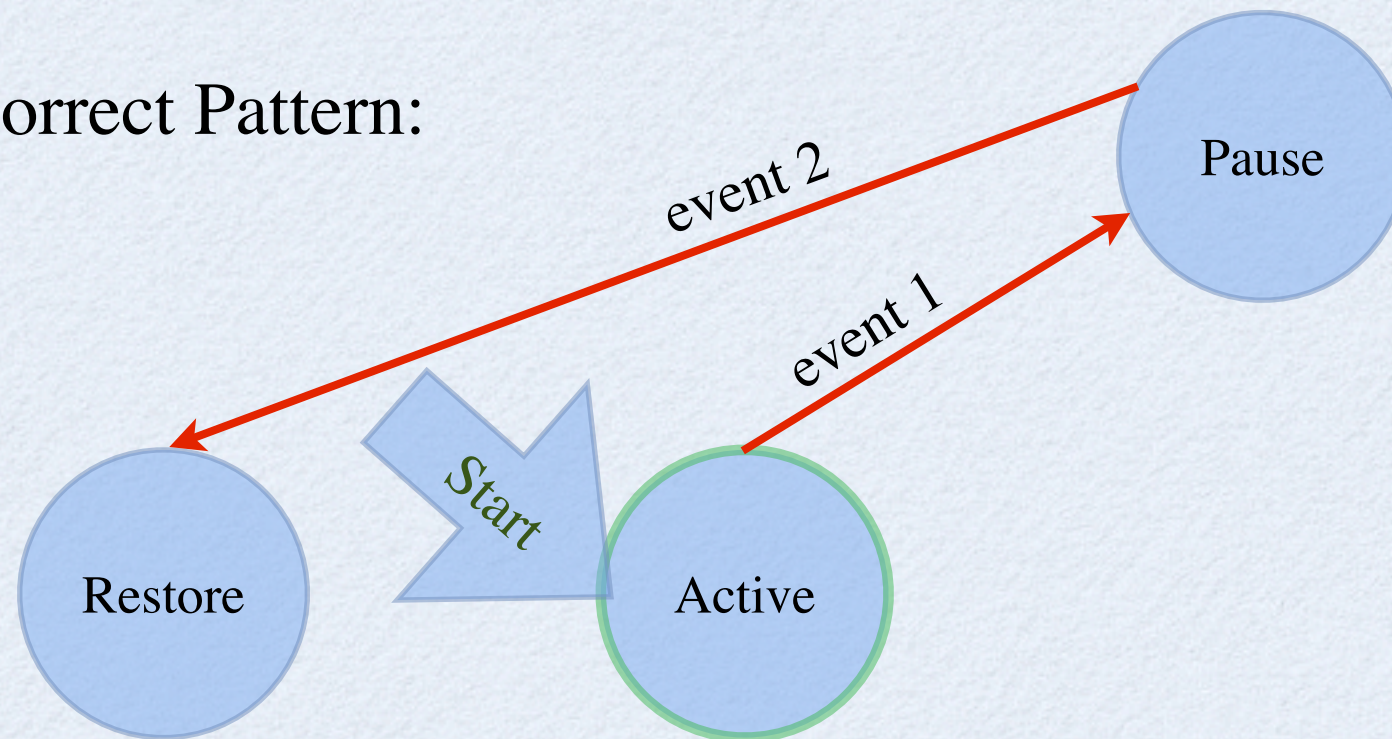 orrect Pattern:
Pause
event 2
event 1
Start
Restore
Active